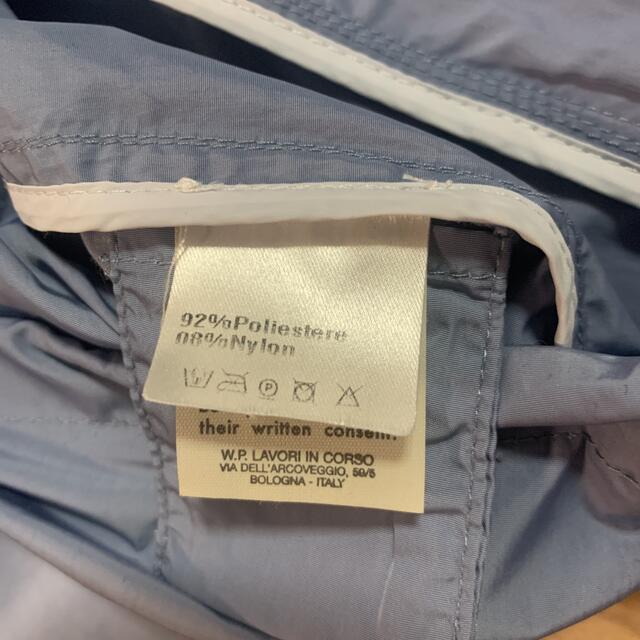 92%Poliestere
08%Nylon
P
their written consent.
W.P. LAVORI IN CORSO
VIA DELL'ARCOVEGGIO, 59/5
BOLOGNA - ITALY